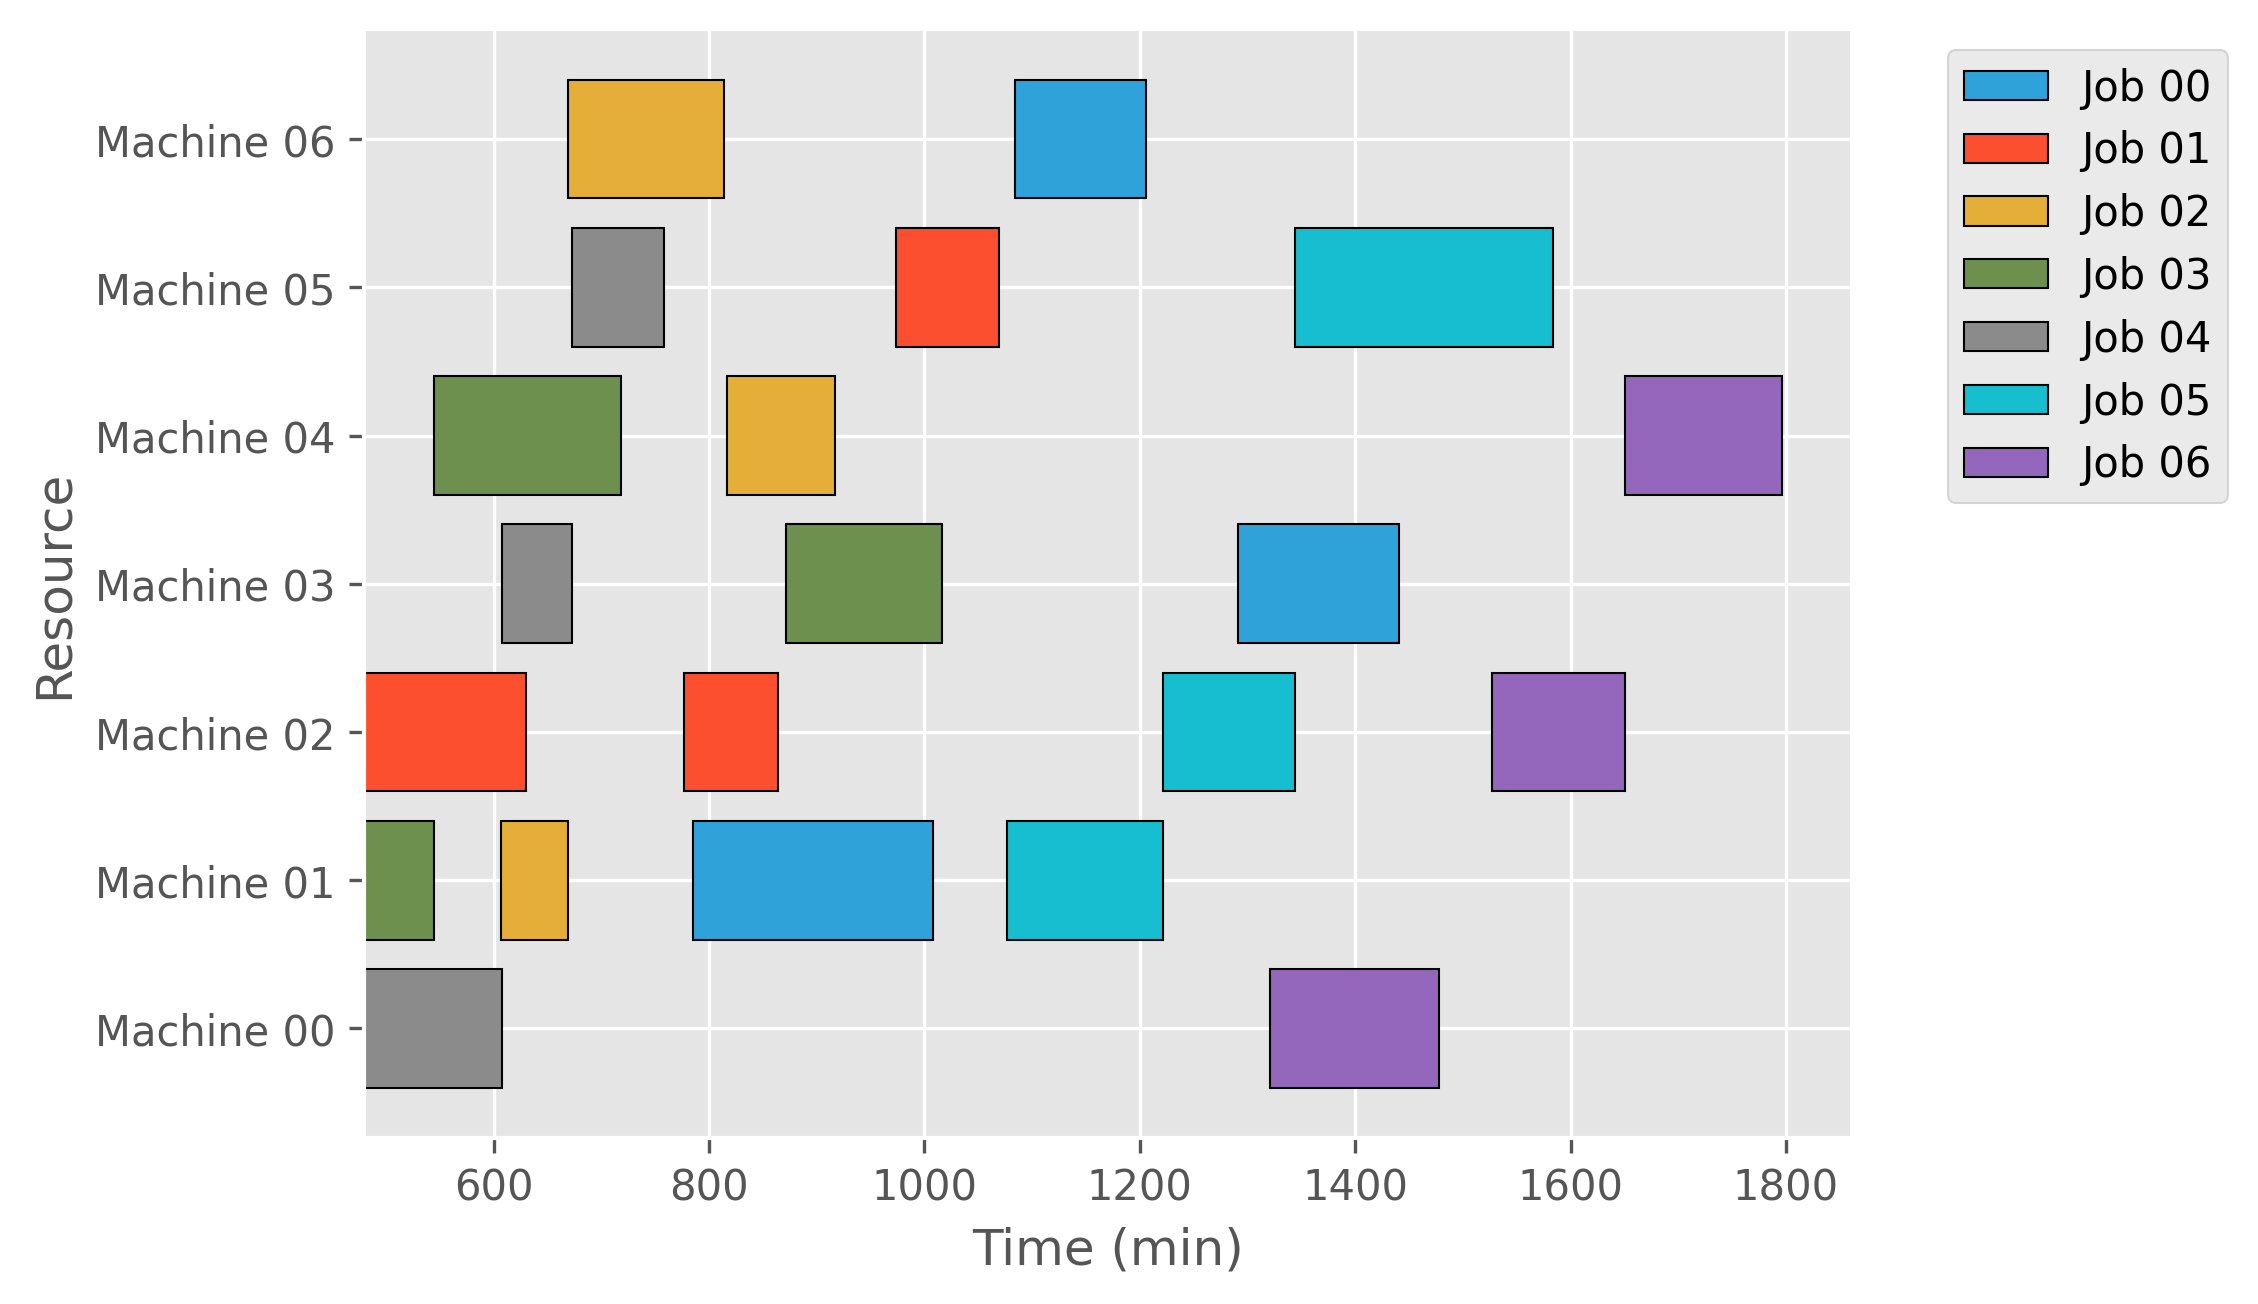 Machine 06
Machine 05
Machine 04
Machine 03
Machine 02
Machine 01
Machine 00
Resource
600 800 1000 1200 1400 1600 1800
Time (min)
Job 00
Job 01
Job 02
Job 03
Job 04
Job 05
Job 06